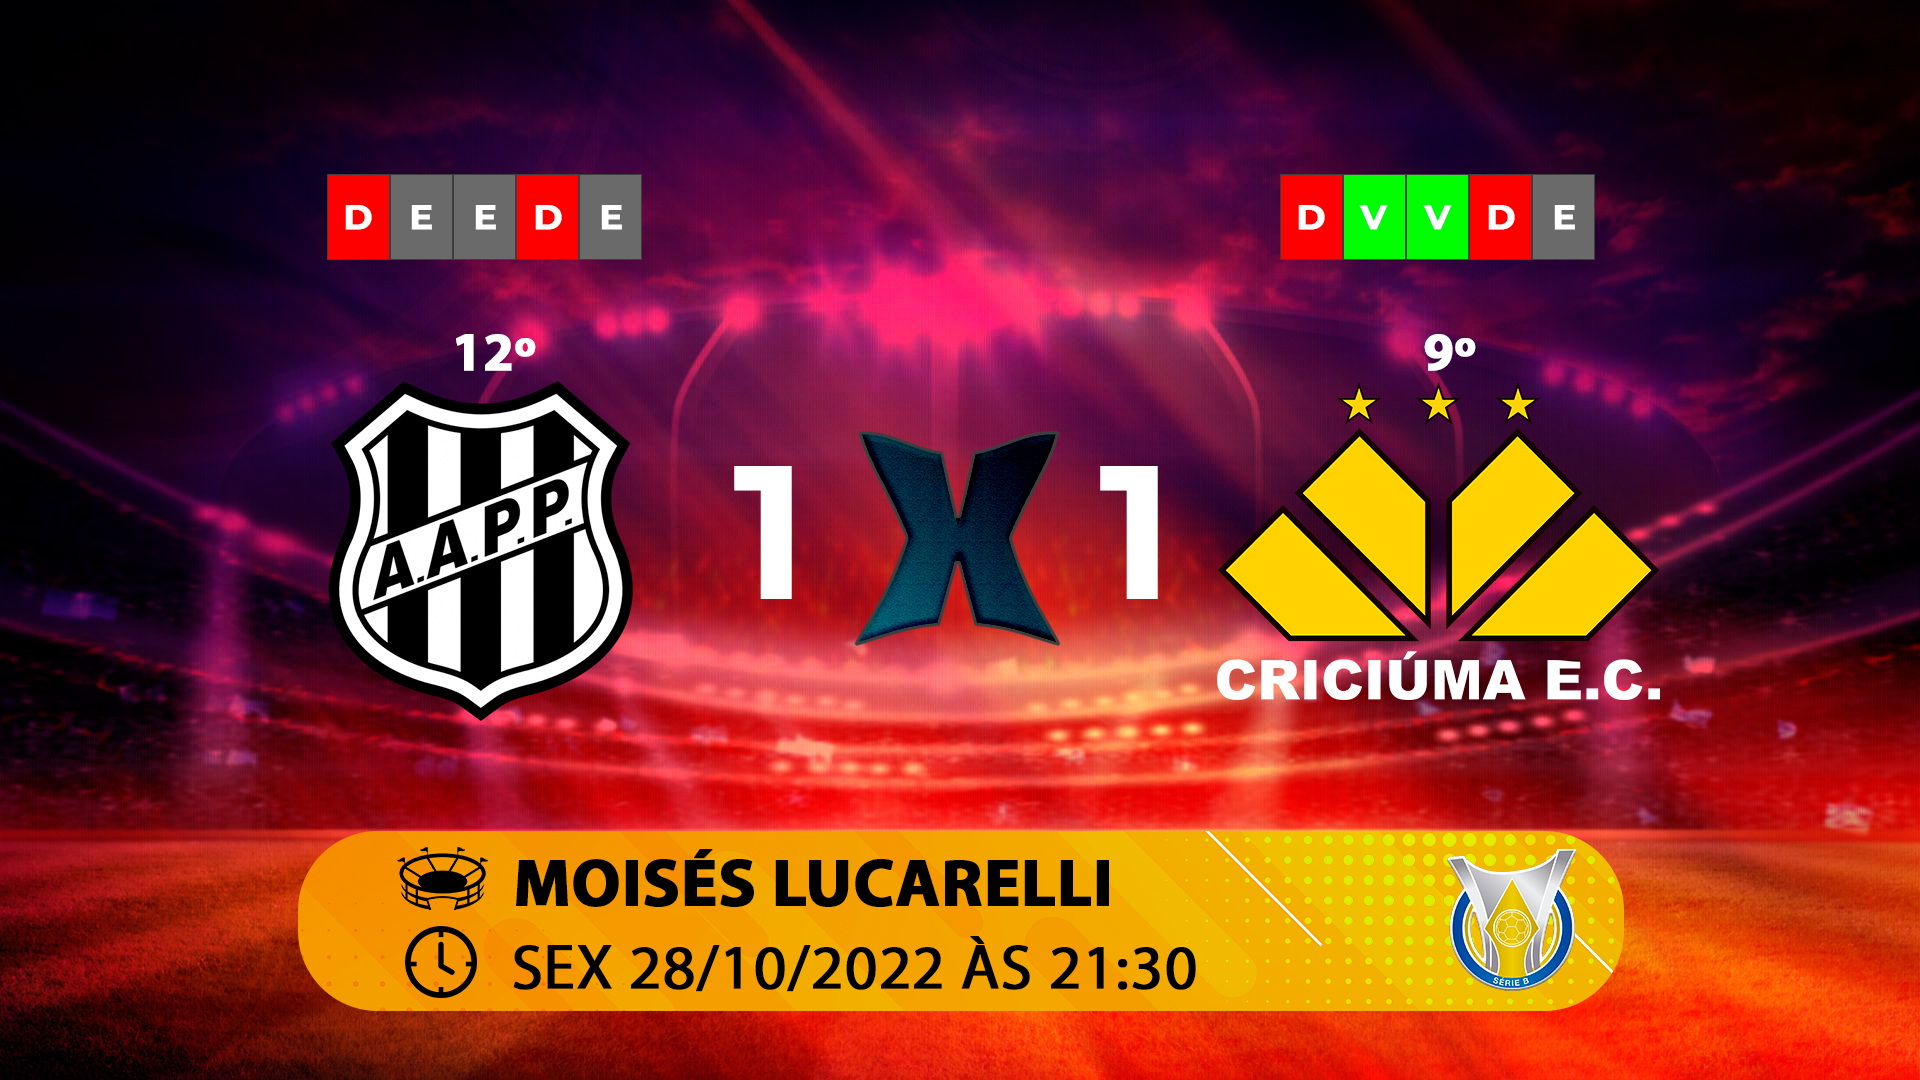 D E E D E
D V V D E
12º
9º
A.A.P.P.
1 X 1
CRICIÚMA E.C.
MOISÉS LUCARELLI
SEX 28/10/2022 ÀS 21:30
SÉRIE B